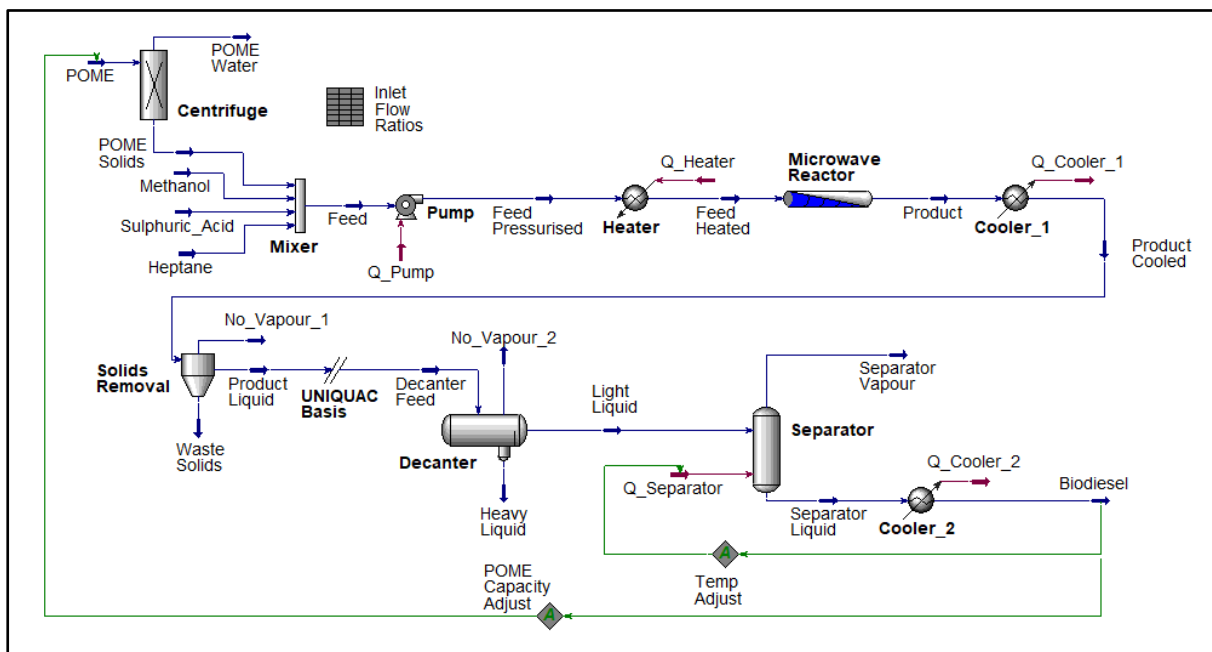 POME
Water
POME
Centrifuge
Inlet
Flow
Ratios
POME
Solids
Methanol
Sulphuric_Acid
Heptane
Mixer
Feed
Pump
Q_Pump
Feed
Pressurised
Q_Heater
Heater
Feed
Heated
Microwave
Reactor
Product
Q_Cooler_1
Cooler_1
Product
Cooled
No_Vapour_1
Solids
Removal
Product
Liquid
Waste
Solids
UNIQUAC
Basis
Decanter
Feed
No_Vapour_2
Decanter
Heavy
Liquid
Light
Liquid
Separator
Vapour
Separator
Q_Separator
Separator
Liquid
Q_Cooler_2
Cooler_2
Biodiesel
A
Temp
Adjust
POME
Capacity
Adjust
A